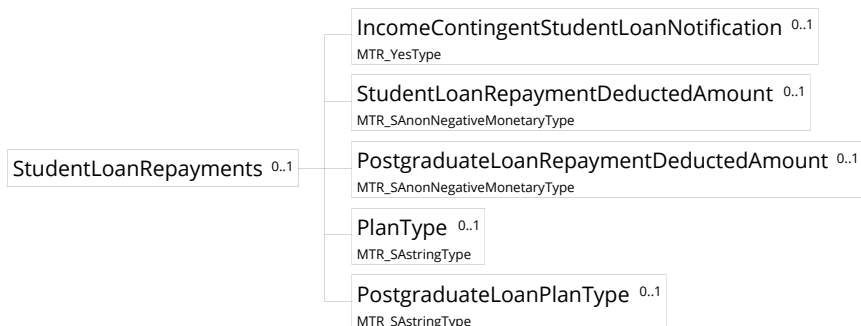 IncomeContingentStudentLoanNotification 0..1
MTR_YesType
StudentLoanRepaymentDeductedAmount 0..1
MTR_SAnonNegativeMonetaryType
StudentLoanRepayments 0..1
PostgraduateLoanRepaymentDeductedAmount 0..1
MTR_SAnonNegativeMonetaryType
PlanType 0..1
MTR_SAstringType
PostgraduateLoanPlanType 0..1
MTR_SAstringType